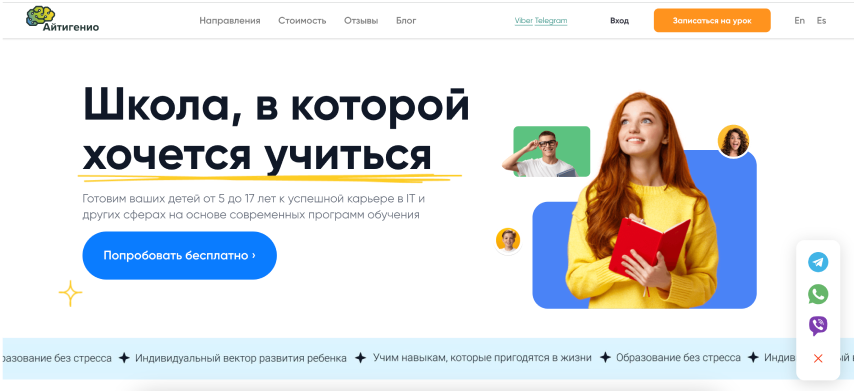 Айтигенио
Направления Стоимость Отзывы Блог
Viber Telegram
Вход
Записаться на урок
En Es
Школа, в которой
хочется учиться
Готовим ваших детей от 5 до 17 лет к успешной карьере в IT и
других сферах на основе современных программ обучения
Попробовать бесплатно ›
разование без стресса ✦ Индивидуальный вектор развития ребенка ✦ Учим навыкам, которые пригодятся в жизни ✦ Образование без стресса ✦